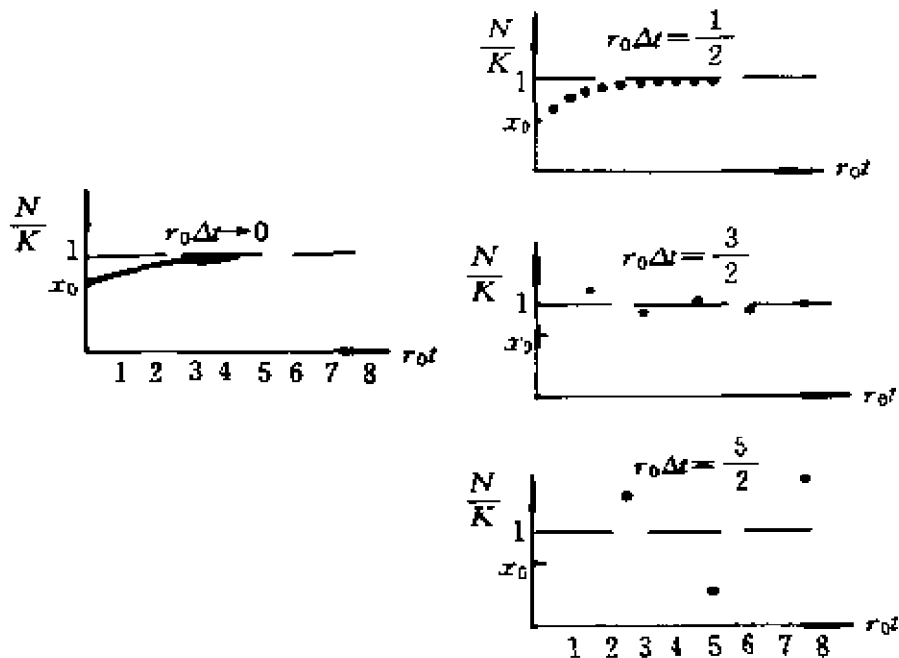 N/K
r₀Δt→0
1
x₀
r₀t
1 2 3 4 5 6 7 8
N/K
r₀Δt=1/2
1
x₀
r₀t
N/K
r₀Δt=3/2
1
x₀
r₀t
N/K
r₀Δt=5/2
1
x₀
r₀t
1 2 3 4 5 6 7 8